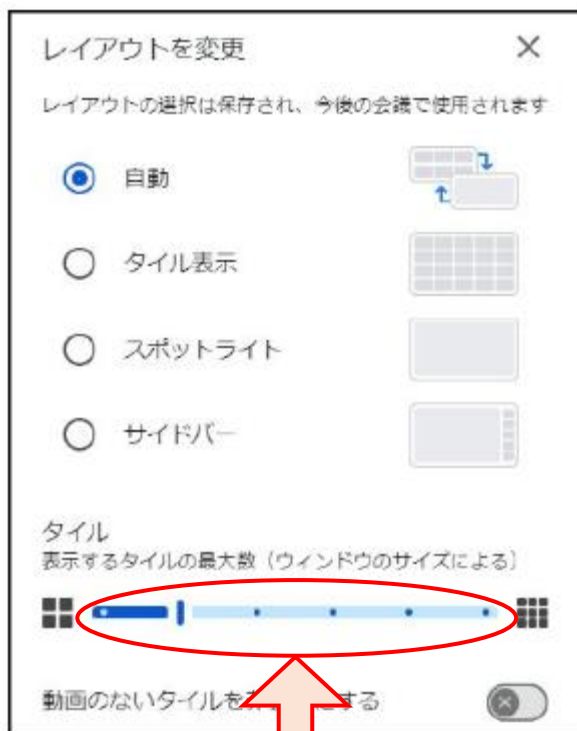 レイアウトを変更
レイアウトの選択は保存され、今後の会議で使用されます
自動
タイル表示
スポットライト
サイドバー
タイル
表示するタイルの最大数（ウィンドウのサイズによる）
動画のないタイルを する